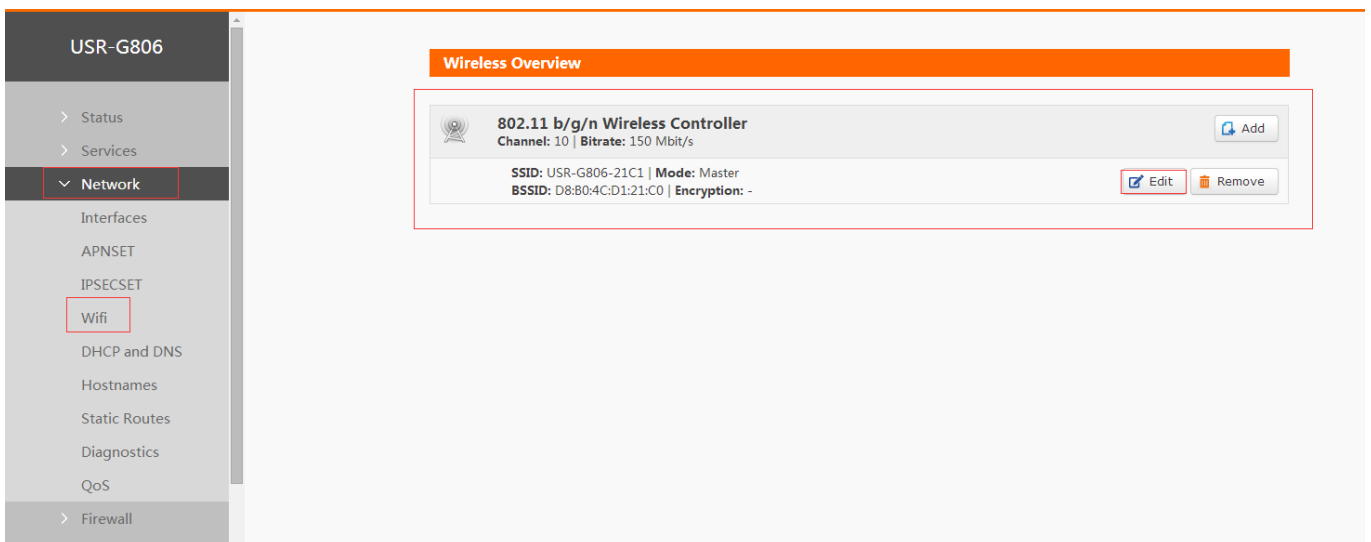 USR-G806
Status
Services
Network
Interfaces
APNSET
IPSECSET
Wifi
DHCP and DNS
Hostnames
Static Routes
Diagnostics
QoS
Firewall
Wireless Overview
802.11 b/g/n Wireless Controller
Add
Channel: 10 | Bitrate: 150 Mbit/s
SSID: USR-G806-21C1 | Mode: Master
BSSID: D8:B0:4C:D1:21:C0 | Encryption: -
Edit
Remove